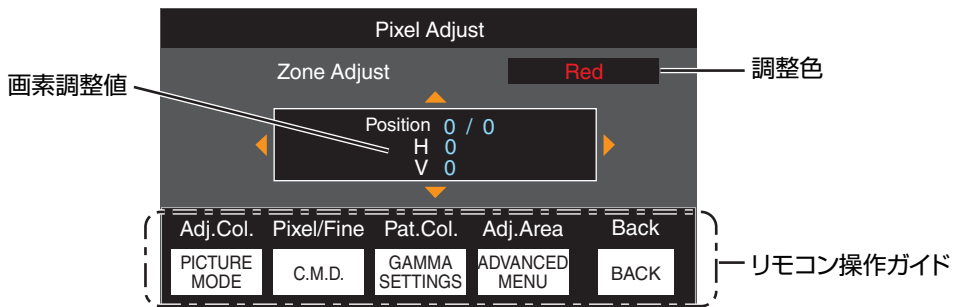 Pixel Adjust
Zone Adjust Red
調整色
画素調整値
Position 0 / 0
H 0
V 0
Adj.Col. Pixel/Fine Pat.Col. Adj.Area Back
PICTURE MODE C.M.D. GAMMA SETTINGS ADVANCED MENU BACK
リモコン操作ガイド